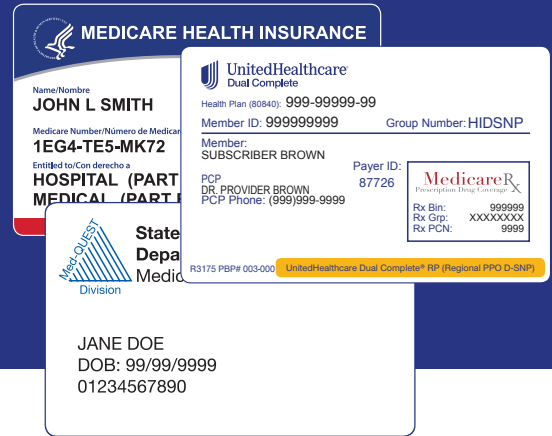 MEDICARE HEALTH INSURANCE
Name/Nombre
JOHN L SMITH
Medicare Number/Número de Medicar
1EG4-TE5-MK72
Entitled to/Con derecho a
HOSPITAL (PART
MEDICAL (PART
UnitedHealthcare®
Dual Complete
Health Plan (80840): 999-99999-99
Member ID: 999999999 Group Number: HIDSNP
Member:
SUBSCRIBER BROWN
Payer ID:
87726
PCP
DR. PROVIDER BROWN
PCP Phone: (999)999-9999
MedicareRx
Prescription Drug Coverage
Rx Bin: 999999
Rx Grp: XXXXXXXX
Rx PCN: 9999
R3175 PBP# 003-000 UnitedHealthcare Dual Complete® RP (Regional PPO D-SNP)
Med-QUEST
Division
State
Depa
Medic
JANE DOE
DOB: 99/99/9999
01234567890